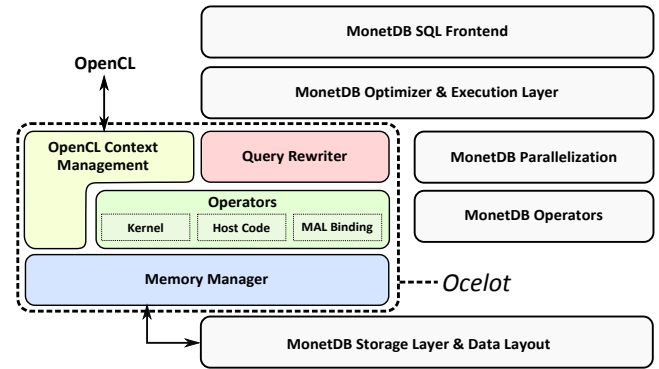 MonetDB SQL Frontend
OpenCL
MonetDB Optimizer & Execution Layer
OpenCL Context
Management
Query Rewriter
MonetDB Parallelization
Operators
Kernel
Host Code
MAL Binding
MonetDB Operators
Memory Manager
Ocelot
MonetDB Storage Layer & Data Layout